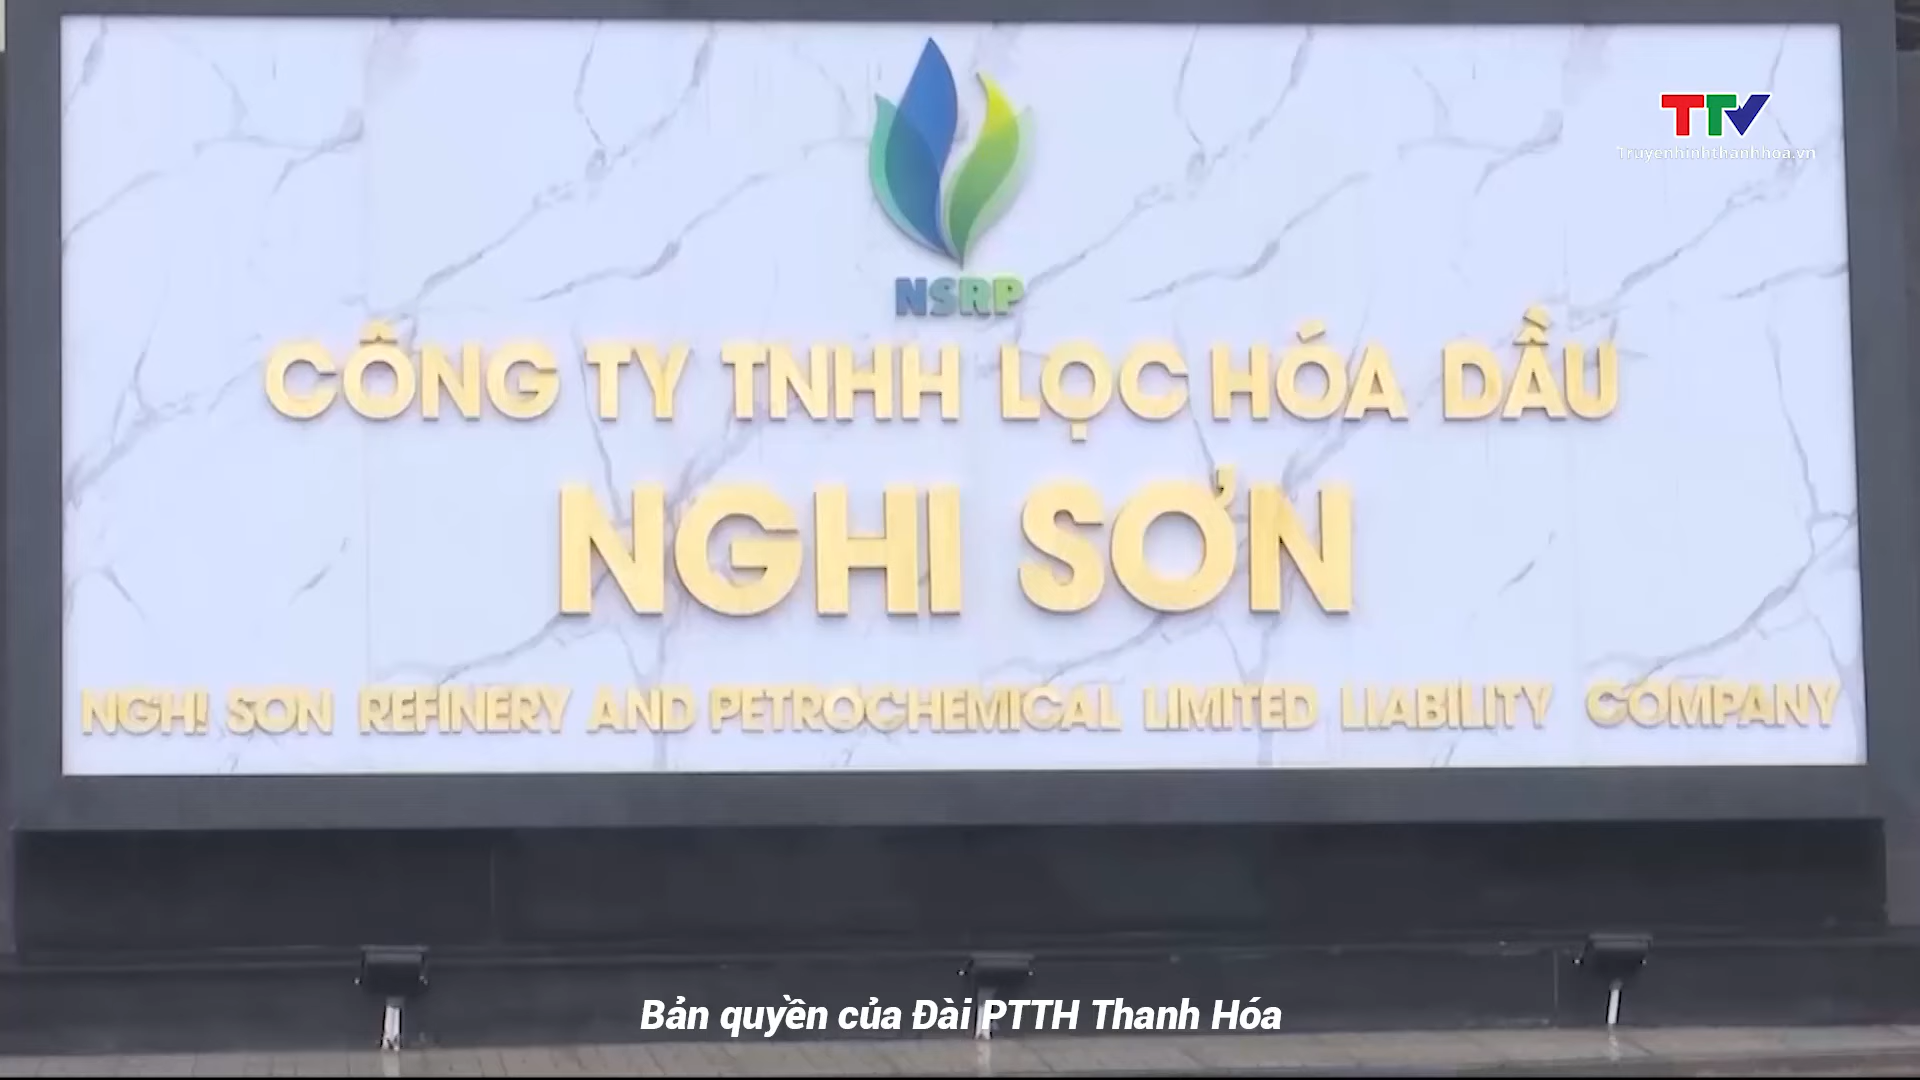 TTV
Truyenhinhthanhhoa.vn
NSRP
CÔNG TY TNHH LỌC HÓA DẦU
NGHI SƠN
NGHI SƠN REFINERY AND PETROCHEMICAL LIMITED LIABILITY COMPANY
Bản quyền của Đài PTTH Thanh Hóa